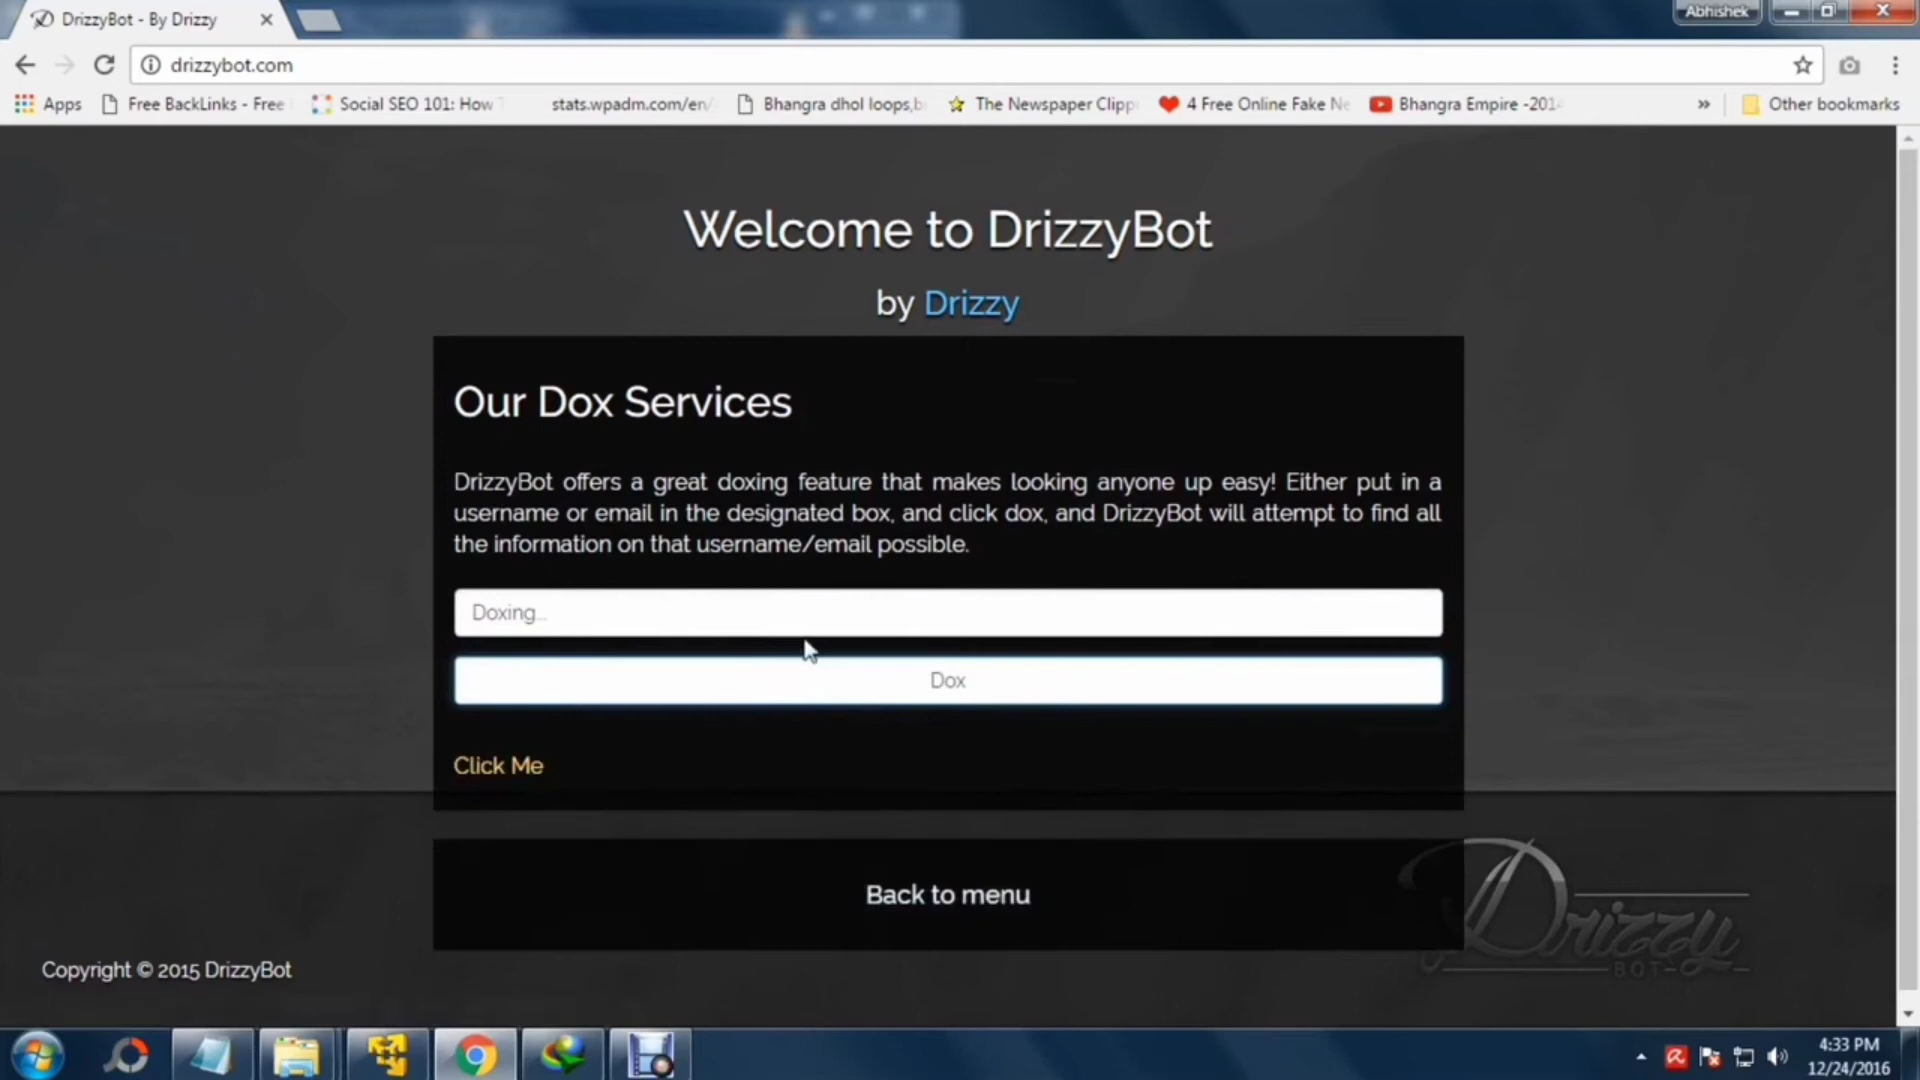 DrizzyBot - By Drizzy
Abhishek
drizzybot.com
Apps
Free BackLinks - Free
Social SEO 101: How
stats.wpadm.com/en/
Bhangra dhol loops,b
The Newspaper Clipp
4 Free Online Fake Ne
Bhangra Empire -2014
»
Other bookmarks
Welcome to DrizzyBot
by Drizzy
Our Dox Services
DrizzyBot offers a great doxing feature that makes looking anyone up easy! Either put in a
username or email in the designated box, and click dox, and DrizzyBot will attempt to find all
the information on that username/email possible.
Doxing...
Dox
Click Me
Back to menu
Drizzy
BOT
Copyright © 2015 DrizzyBot
4:33 PM
12/24/2016